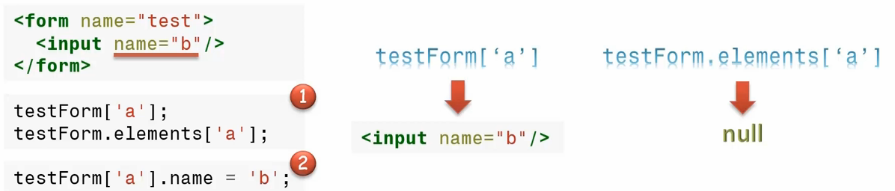 <form name="test">
<input name="b"/>
</form>
1
testForm['a'];
testForm.elements['a'];
2
testForm['a'].name = 'b';
testForm[‘a’]
<input name="b"/>
testForm.elements[‘a’]
null